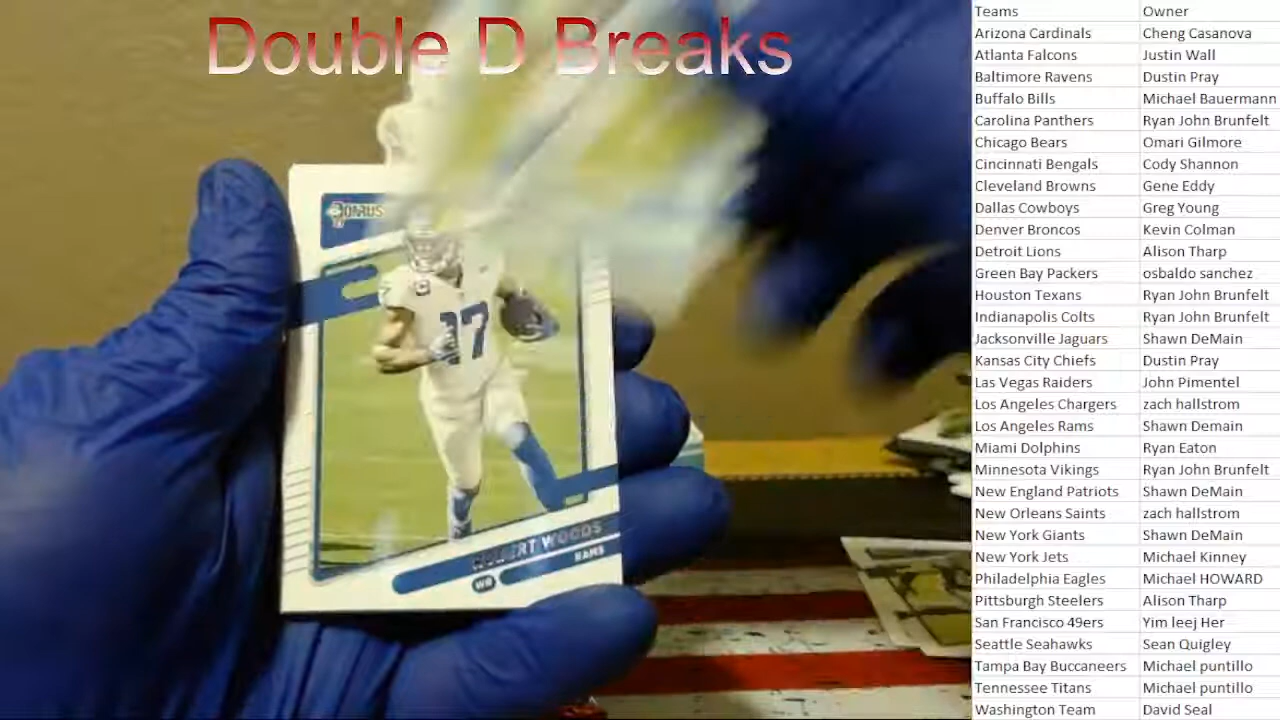 Double D Breaks
DONRUSS
17
ROBERT WOODS
RAMS
WR
Teams Owner
Arizona Cardinals Cheng Casanova
Atlanta Falcons Justin Wall
Baltimore Ravens Dustin Pray
Buffalo Bills Michael Bauermann
Carolina Panthers Ryan John Brunfelt
Chicago Bears Omari Gilmore
Cincinnati Bengals Cody Shannon
Cleveland Browns Gene Eddy
Dallas Cowboys Greg Young
Denver Broncos Kevin Colman
Detroit Lions Alison Tharp
Green Bay Packers osbaldo sanchez
Houston Texans Ryan John Brunfelt
Indianapolis Colts Ryan John Brunfelt
Jacksonville Jaguars Shawn DeMain
Kansas City Chiefs Dustin Pray
Las Vegas Raiders John Pimentel
Los Angeles Chargers zach hallstrom
Los Angeles Rams Shawn Demain
Miami Dolphins Ryan Eaton
Minnesota Vikings Ryan John Brunfelt
New England Patriots Shawn DeMain
New Orleans Saints zach hallstrom
New York Giants Shawn DeMain
New York Jets Michael Kinney
Philadelphia Eagles Michael HOWARD
Pittsburgh Steelers Alison Tharp
San Francisco 49ers Yim leej Her
Seattle Seahawks Sean Quigley
Tampa Bay Buccaneers Michael puntillo
Tennessee Titans Michael puntillo
Washington Team David Seal